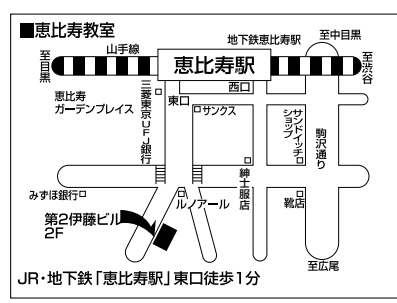 ■恵比寿教室
至中目黒
地下鉄恵比寿駅
山手線
至目黒
恵比寿駅
至渋谷
西口
東口
恵比寿
ガーデンプレイス
三菱東京UFJ銀行
サンクス
サンドイッチ
ショップ
駒沢通り
みずほ銀行
ルノアール
紳士服店
靴店
第2伊藤ビル
2F
至広尾
JR・地下鉄「恵比寿駅」東口徒歩1分